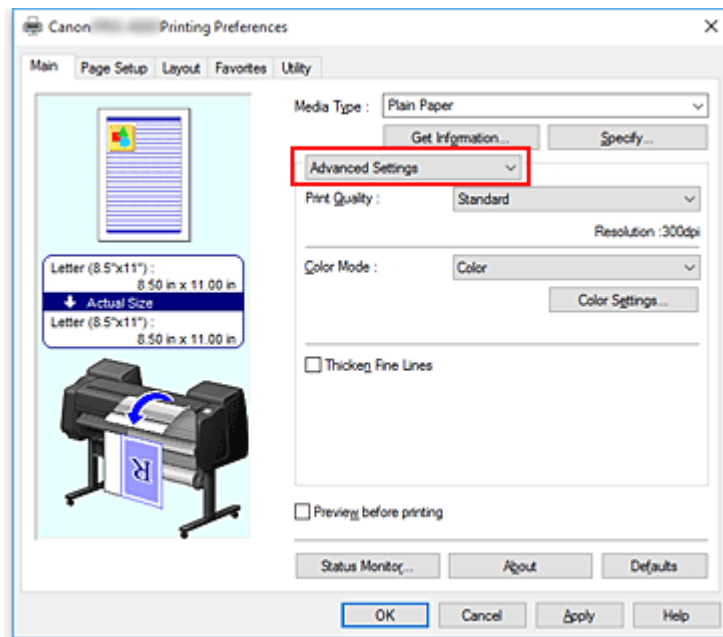 Canon Printing Preferences
Main Page Setup Layout Favorites Utility
Media Type : Plain Paper
Get Information... Specify...
Advanced Settings
Print Quality : Standard
Resolution :300dpi
Color Mode : Color
Color Settings...
Thicken Fine Lines
Letter (8.5"x11") :
8.50 in x 11.00 in
Actual Size
Letter (8.5"x11") :
8.50 in x 11.00 in
R
Preview before printing
Status Monitor... About Defaults
OK Cancel Apply Help